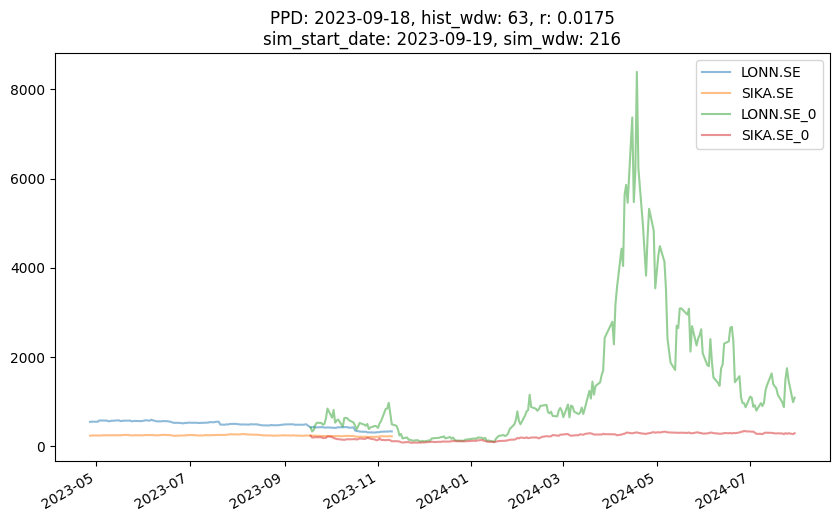 PPD: 2023-09-18, hist_wdw: 63, r: 0.0175
sim_start_date: 2023-09-19, sim_wdw: 216
LONN.SE
SIKA.SE
LONN.SE_0
SIKA.SE_0
8000
6000
4000
2000
0
2023-05
2023-07
2023-09
2023-11
2024-01
2024-03
2024-05
2024-07